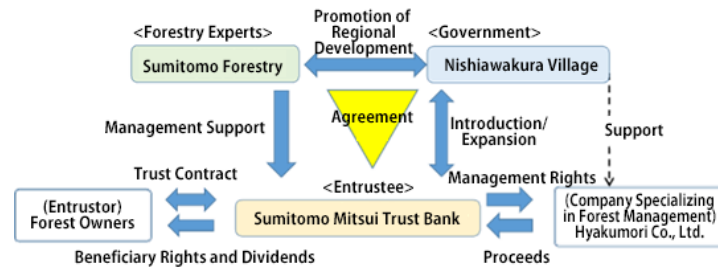 Promotion of
Regional
Development
<Forestry Experts>
<Government>
Sumitomo Forestry
Nishiawakura Village
Agreement
Management Support
Introduction/
Expansion
Support
Trust Contract
<Entrustee>
Management Rights
(Entrustor)
Forest Owners
Sumitomo Mitsui Trust Bank
(Company Specializing
in Forest Management)
Hyakumori Co., Ltd.
Beneficiary Rights and Dividends
Proceeds